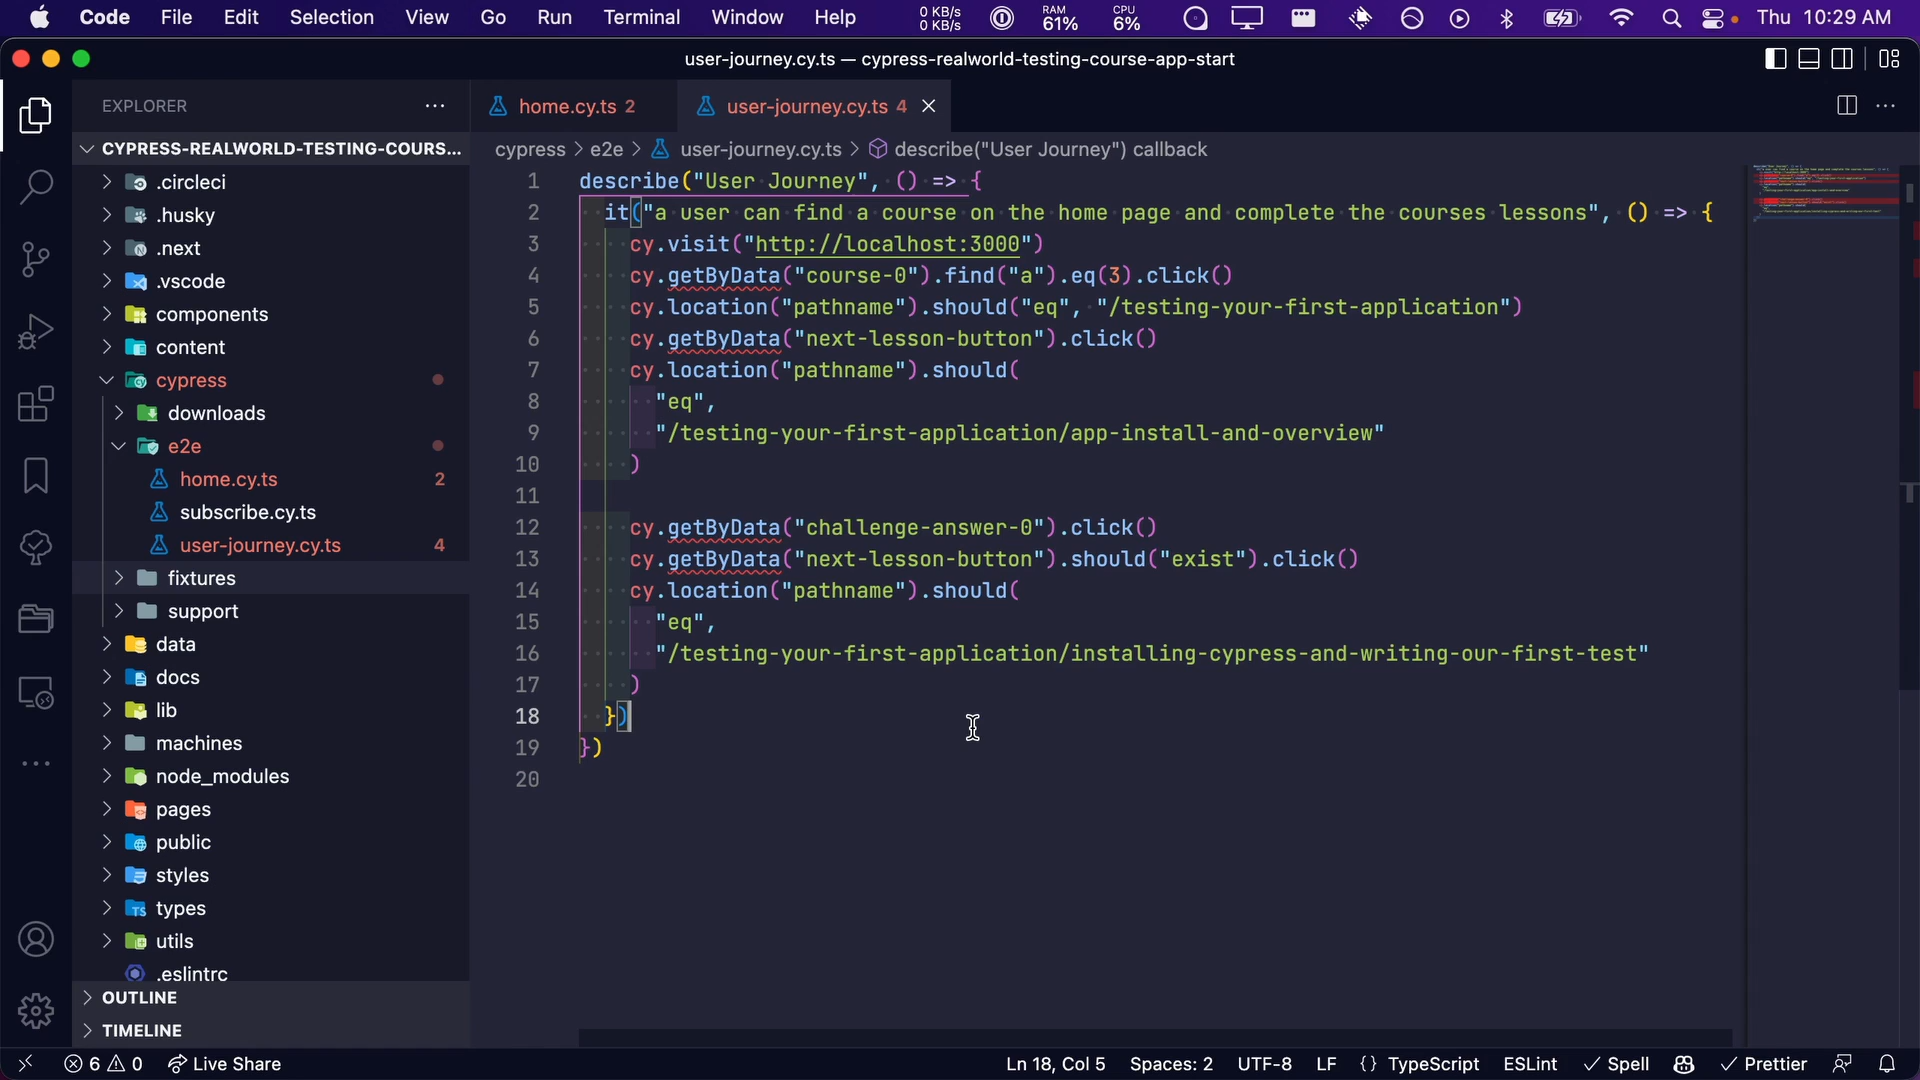 Code File Edit Selection View Go Run Terminal Window Help 0 KB/s 0 KB/s RAM 61% CPU 6% Thu 10:29 AM
user-journey.cy.ts — cypress-realworld-testing-course-app-start
EXPLORER
home.cy.ts 2
user-journey.cy.ts 4
CYPRESS-REALWORLD-TESTING-COURS...
cypress > e2e > user-journey.cy.ts > describe("User Journey") callback
.circleci
.husky
.next
.vscode
components
content
cypress
downloads
e2e
home.cy.ts 2
subscribe.cy.ts
user-journey.cy.ts 4
fixtures
support
data
docs
lib
machines
node_modules
pages
public
styles
types
utils
.eslintrc
OUTLINE
TIMELINE
1 describe("User Journey", () => {
2 it("a user can find a course on the home page and complete the courses lessons", () => {
3 cy.visit("http://localhost:3000")
4 cy.getByData("course-0").find("a").eq(3).click()
5 cy.location("pathname").should("eq", "/testing-your-first-application")
6 cy.getByData("next-lesson-button").click()
7 cy.location("pathname").should(
8 "eq",
9 "/testing-your-first-application/app-install-and-overview"
10 )
11
12 cy.getByData("challenge-answer-0").click()
13 cy.getByData("next-lesson-button").should("exist").click()
14 cy.location("pathname").should(
15 "eq",
16 "/testing-your-first-application/installing-cypress-and-writing-our-first-test"
17 )
18 })
19 })
20
6 0 Live Share Ln 18, Col 5 Spaces: 2 UTF-8 LF {} TypeScript ESLint Spell Prettier